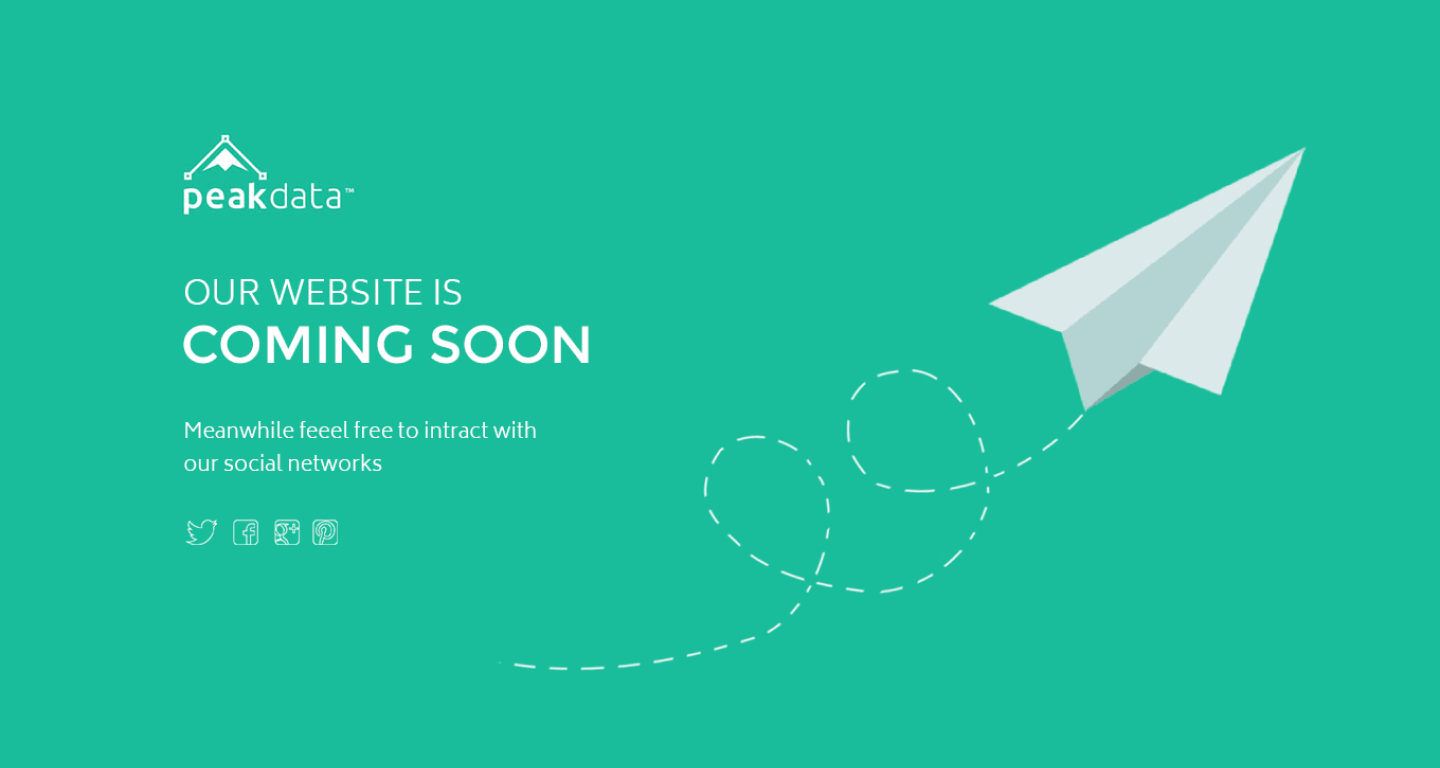 peakdata™
OUR WEBSITE IS
COMING SOON
Meanwhile feeel free to intract with
our social networks